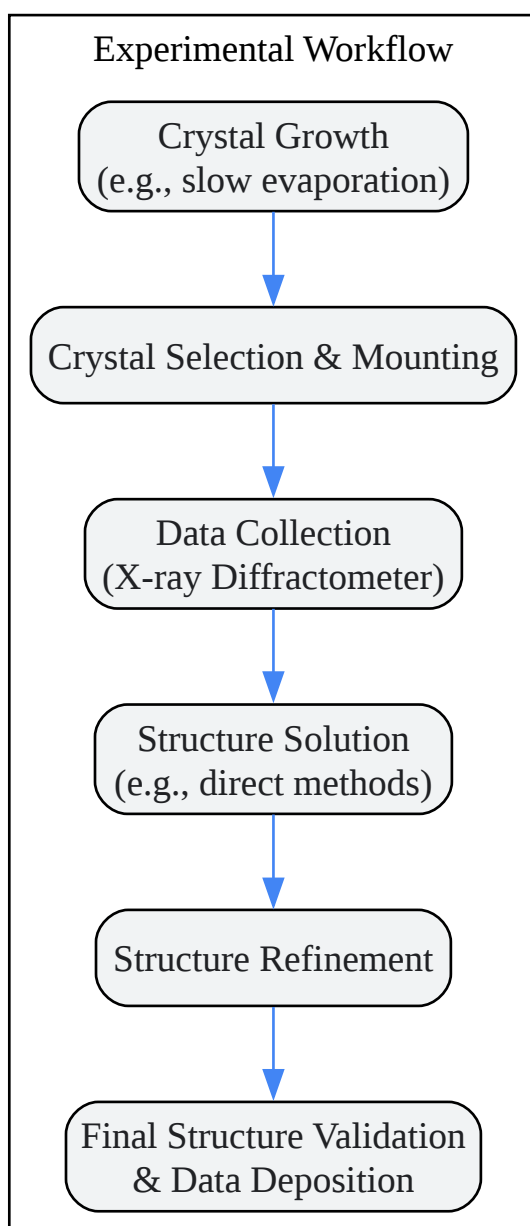 Experimental Workflow
Crystal Growth
(e.g., slow evaporation)
Crystal Selection & Mounting
Data Collection
(X-ray Diffractometer)
Structure Solution
(e.g., direct methods)
Structure Refinement
Final Structure Validation
& Data Deposition